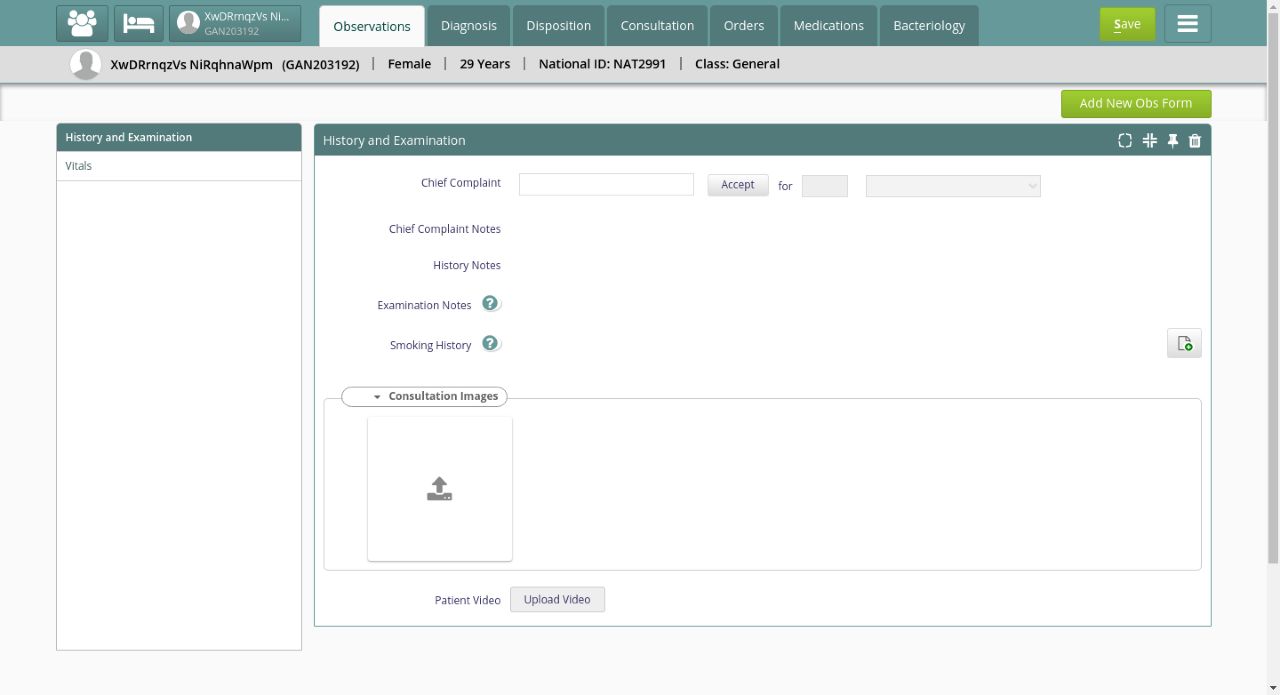 XwDRrnqzVs Ni...
GAN203192
Observations
Diagnosis
Disposition
Consultation
Orders
Medications
Bacteriology
Save
XwDRrnqzVs NiRqhnaWpm (GAN203192) | Female | 29 Years | National ID: NAT2991 | Class: General
Add New Obs Form
History and Examination
Vitals
History and Examination
Chief Complaint
Accept
for
Chief Complaint Notes
History Notes
Examination Notes ?
Smoking History ?
Consultation Images
Patient Video
Upload Video